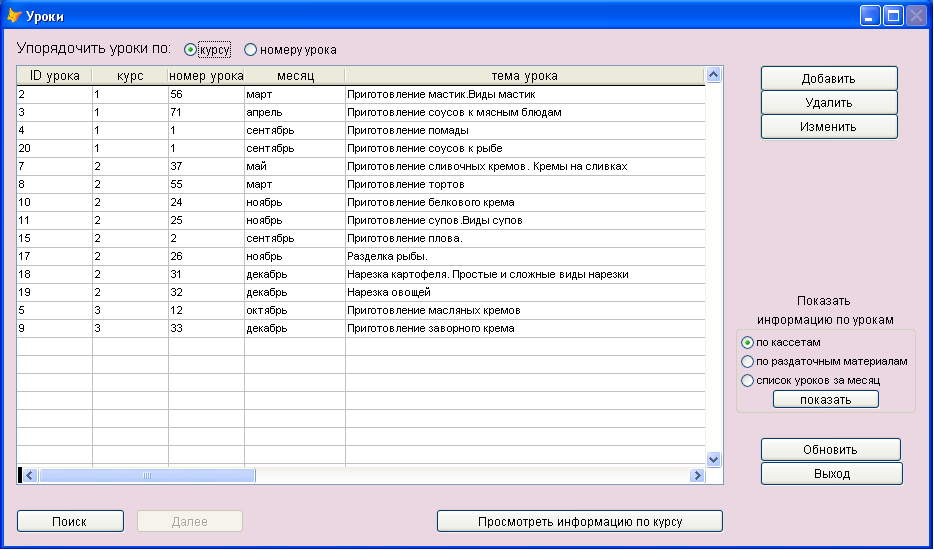 Уроки
Упорядочить уроки по: курсу номеру урока
ID урока курс номер урока месяц тема урока
2 1 56 март Приготовление мастик.Виды мастик
3 1 71 апрель Приготовление соусов к мясным блюдам
4 1 1 сентябрь Приготовление помады
20 1 1 сентябрь Приготовление соусов к рыбе
7 2 37 май Приготовление сливочных кремов. Кремы на сливках
8 2 55 март Приготовление тортов
10 2 24 ноябрь Приготовление белкового крема
11 2 25 ноябрь Приготовление супов.Виды супов
15 2 2 сентябрь Приготовление плова.
17 2 26 ноябрь Разделка рыбы.
18 2 31 декабрь Нарезка картофеля. Простые и сложные виды нарезки
19 2 32 декабрь Нарезка овощей
5 3 12 октябрь Приготовление масляных кремов
9 3 33 декабрь Приготовление заворного крема
Добавить
Удалить
Изменить
Показать
информацию по урокам
по кассетам
по раздаточным материалам
список уроков за месяц
показать
Обновить
Выход
Поиск Далее Просмотреть информацию по курсу